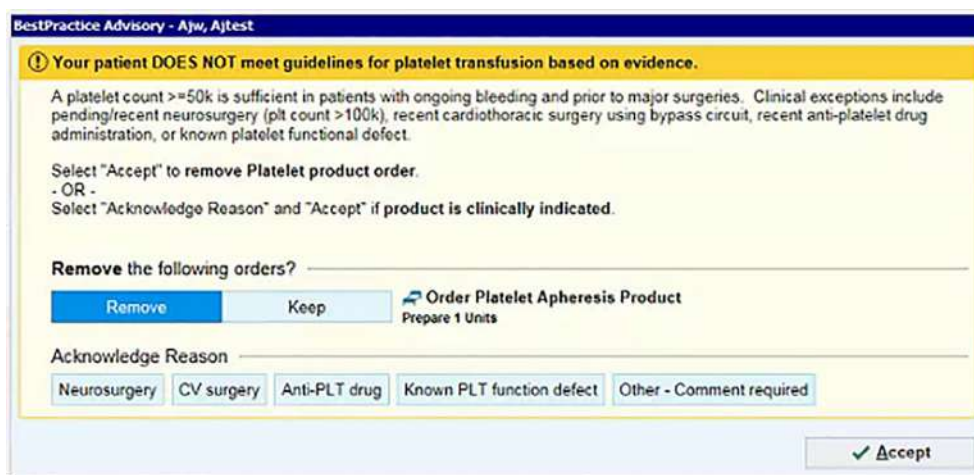 BestPractice Advisory - Ajw, Ajtest
Your patient DOES NOT meet guidelines for platelet transfusion based on evidence.
A platelet count >=50k is sufficient in patients with ongoing bleeding and prior to major surgeries. Clinical exceptions include
pending/recent neurosurgery (plt count >100k), recent cardiothoracic surgery using bypass circuit, recent anti-platelet drug
administration, or known platelet functional defect.
Select "Accept" to remove Platelet product order.
- OR -
Select "Acknowledge Reason" and "Accept" if product is clinically indicated.
Remove the following orders?
Remove Keep Order Platelet Apheresis Product
Prepare 1 Units
Acknowledge Reason
Neurosurgery CV surgery Anti-PLT drug Known PLT function defect Other - Comment required
✓ Accept